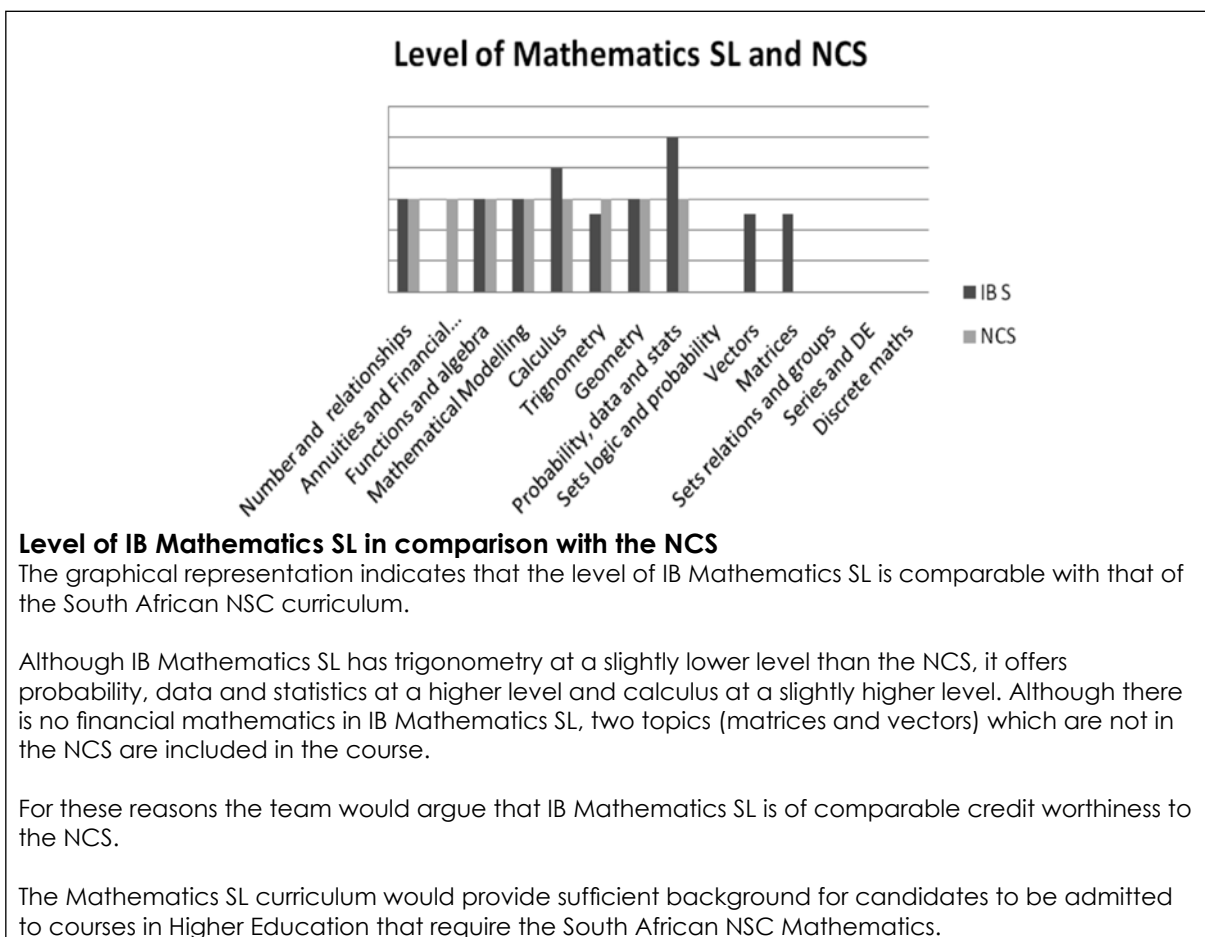 Level of Mathematics SL and NCS
IB S
NCS
Number and relationships
Annuities and Financial...
Functions and algebra
Mathematical Modelling
Calculus
Trignometry
Geometry
Probability, data and stats
Sets logic and probability
Vectors
Matrices
Sets relations and groups
Series and DE
Discrete maths
Level of IB Mathematics SL in comparison with the NCS
The graphical representation indicates that the level of IB Mathematics SL is comparable with that of
the South African NSC curriculum.
Although IB Mathematics SL has trigonometry at a slightly lower level than the NCS, it offers
probability, data and statistics at a higher level and calculus at a slightly higher level. Although there
is no financial mathematics in IB Mathematics SL, two topics (matrices and vectors) which are not in
the NCS are included in the course.
For these reasons the team would argue that IB Mathematics SL is of comparable credit worthiness to
the NCS.
The Mathematics SL curriculum would provide sufficient background for candidates to be admitted
to courses in Higher Education that require the South African NSC Mathematics.